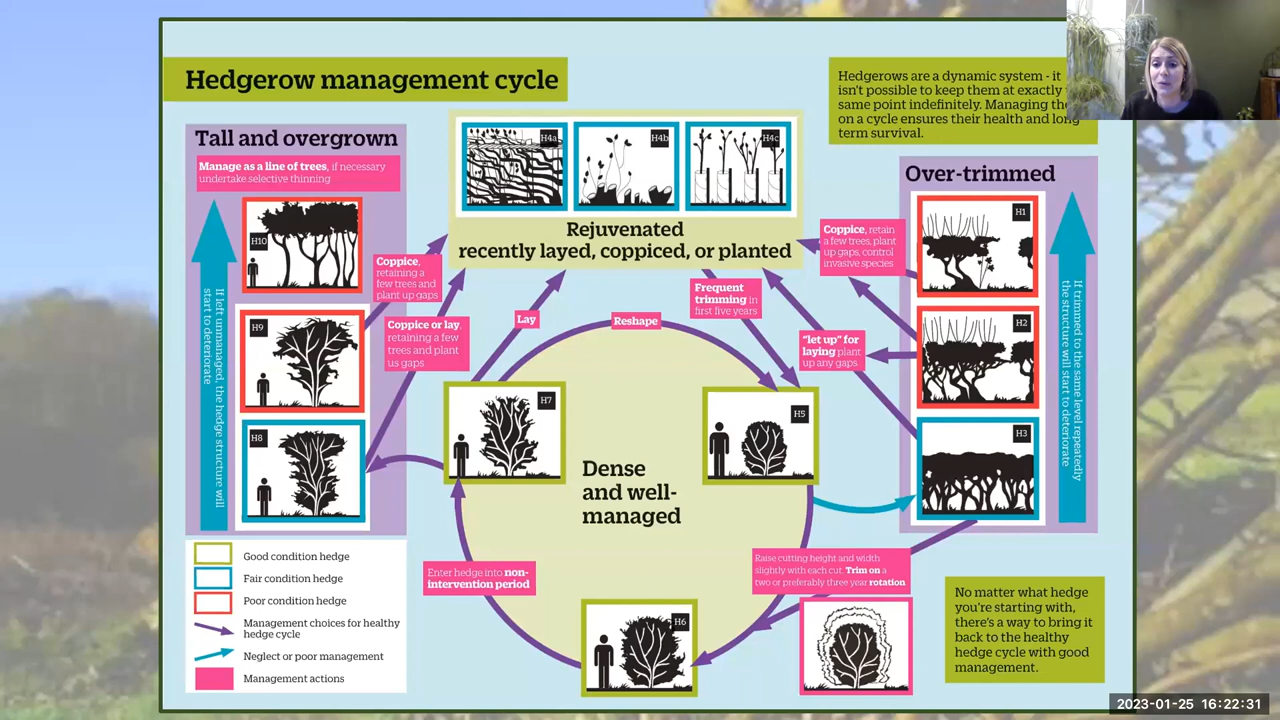 Hedgerow management cycle
Hedgerows are a dynamic system - it
isn't possible to keep them at exactly
same point indefinitely. Managing
on a cycle ensures their health and long
term survival.
Tall and overgrown
Manage as a line of trees, if necessary
undertake selective thinning
H10
H9
H8
If left unmanaged, the hedge structure will
start to deteriorate
H4a
H4b
H4c
Rejuvenated
recently layed, coppiced, or planted
Over-trimmed
H1
H2
H3
If trimmed to the same level repeatedly
the structure will start to deteriorate
Coppice,
retaining a
few trees and
plant up gaps
Coppice or lay,
retaining a few
trees and plant
us gaps
Lay
Reshape
Frequent
trimming in
first five years
Coppice, retain
a few trees, plant
up gaps, control
invasive species
"let up" for
laying plant
up any gaps
H7
H5
Dense
and well-
managed
Enter hedge into non-
intervention period
H6
Raise cutting height and width
slightly with each cut. Trim on a
two or preferably three year rotation
Good condition hedge
Fair condition hedge
Poor condition hedge
Management choices for healthy
hedge cycle
Neglect or poor management
Management actions
No matter what hedge
you're starting with,
there's a way to bring it
back to the healthy
hedge cycle with good
management.
2023-01-25 16:22:31